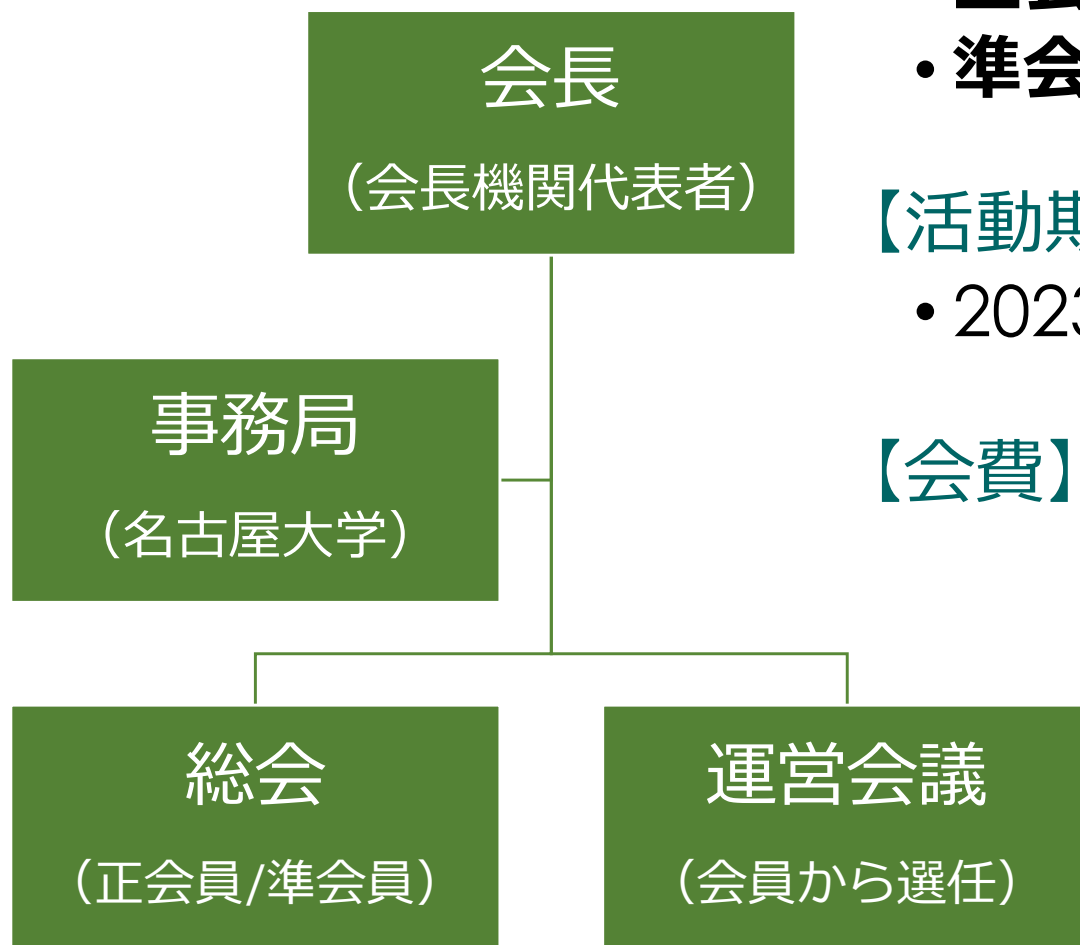 会長
（会長機関代表者）
事務局
（名古屋大学）
総会
（正会員/準会員）
運営会議
（会員から選任）
• 準会
【活動
• 202
【会費】